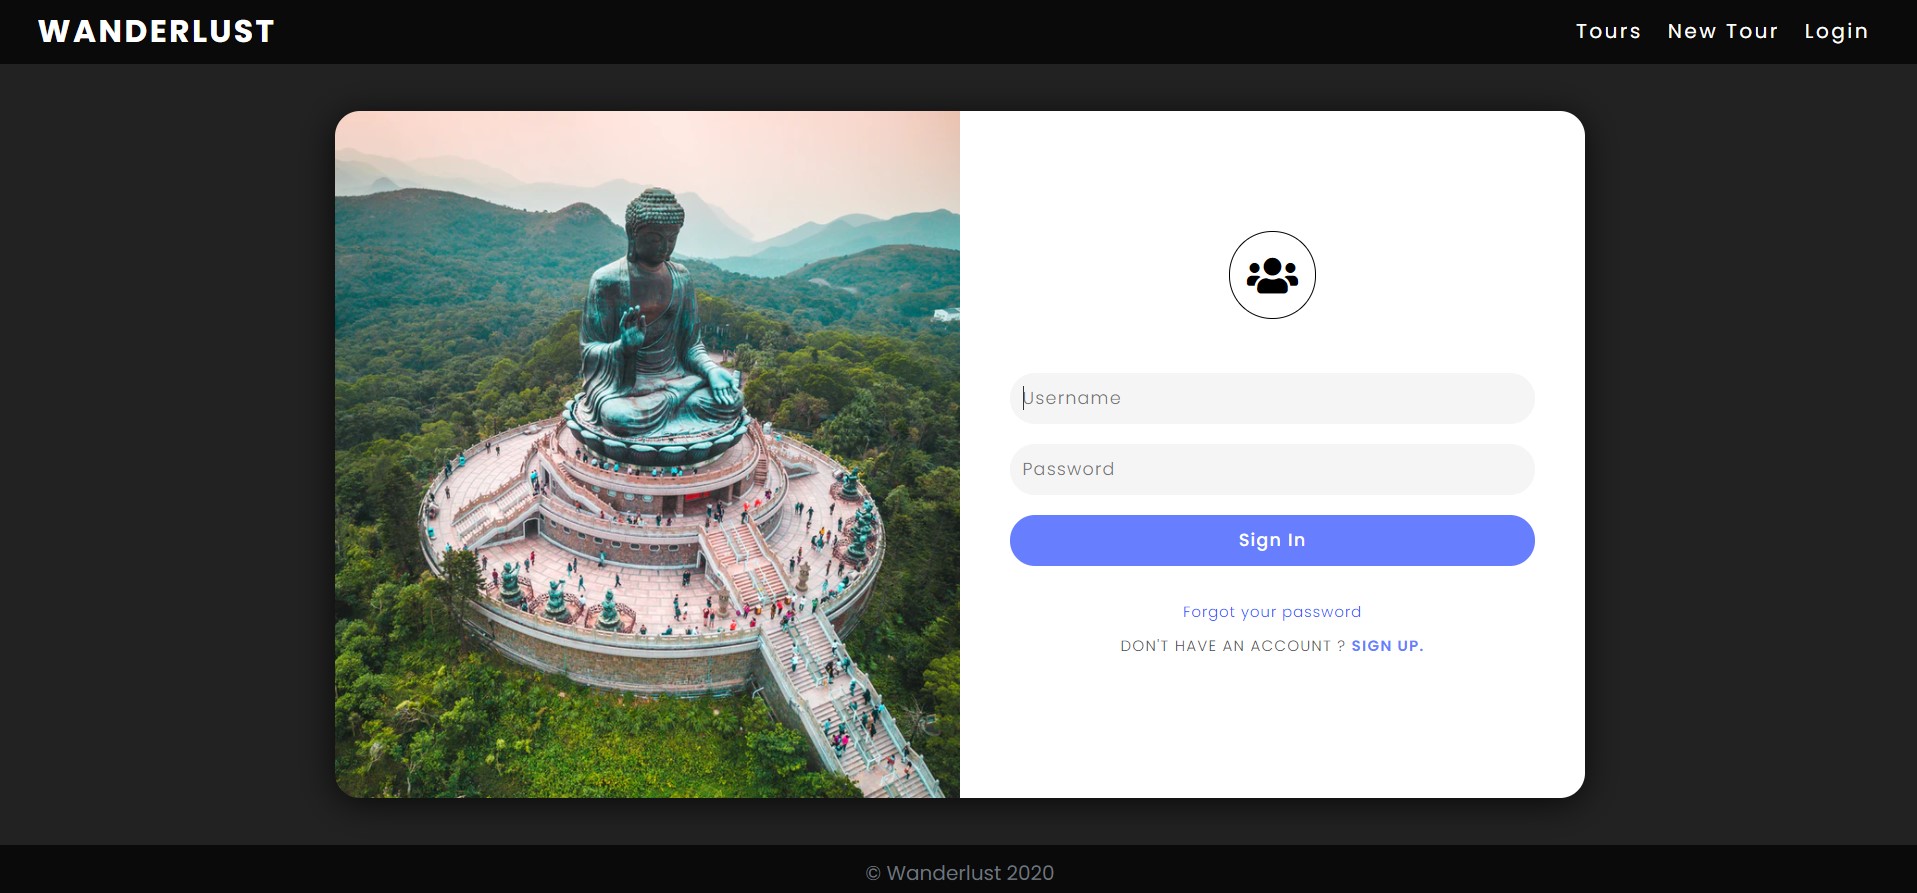 WANDERLUST
Tours New Tour Login
Username
Password
Sign In
Forgot your password
DON'T HAVE AN ACCOUNT ? SIGN UP.
© Wanderlust 2020